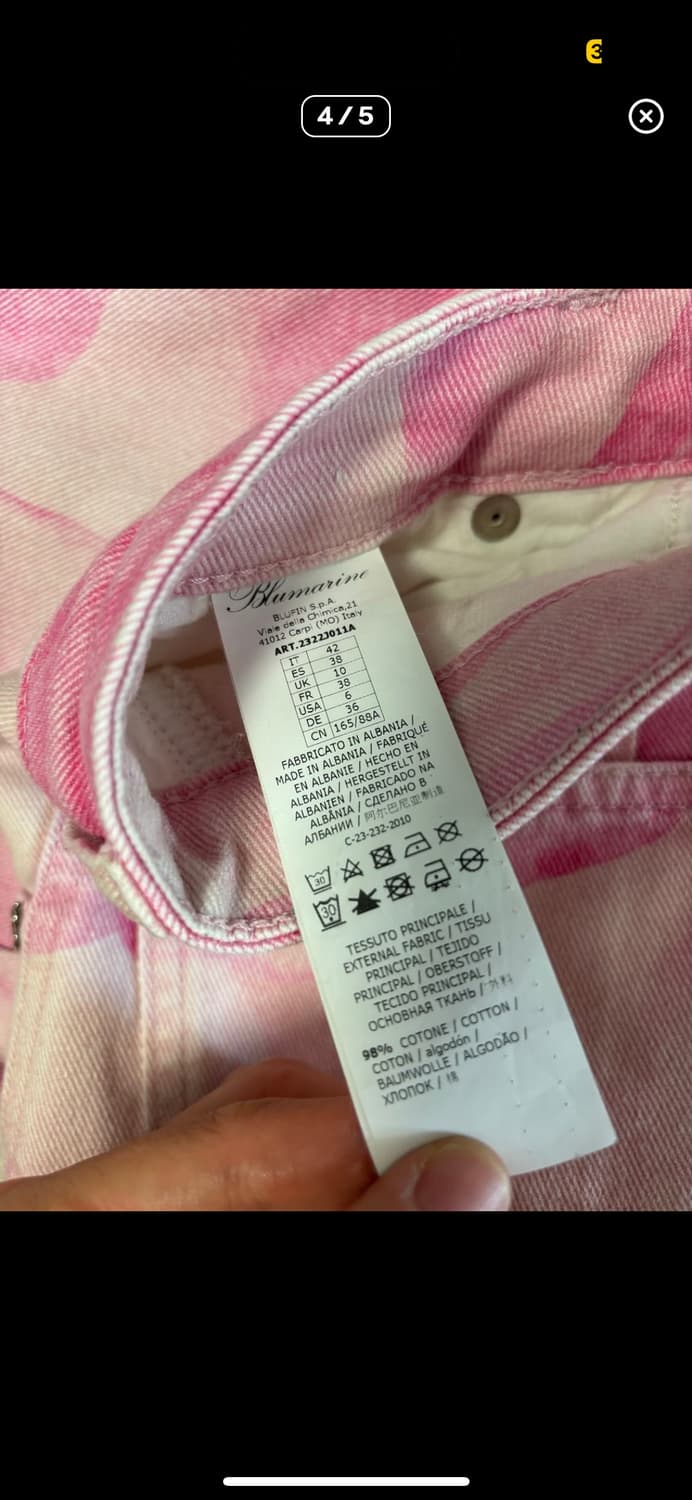 3
4/5
Blumarine
BLUFIN S.p.A.
Viale della Chimica,21
41012 Carpi (MO) Italy
ART.2322J011A
IT 42
ES 38
UK 10
FR 38
USA 6
DE 36
CN 165/88A
FABBRICATO IN ALBANIA /
MADE IN ALBANIA / FABRIQUÉ
EN ALBANIE / HECHO EN
ALBANIA / HERGESTELLT IN
ALBANIEN / FABRICADO NA
ALBÂNIA / СДЕЛАНО В
АЛБАНИИ / 阿尔巴尼亚制造
C-23-232-2010
30
30
TESSUTO PRINCIPALE /
EXTERNAL FABRIC / TISSU
PRINCIPAL / TEJIDO
PRINCIPAL / OBERSTOFF /
TECIDO PRINCIPAL /
ОСНОВНАЯ ТКАНЬ / 外料
98% COTONE / COTTON /
COTON / algodón /
BAUMWOLLE / ALGODÃO /
ХЛОПОК / 棉